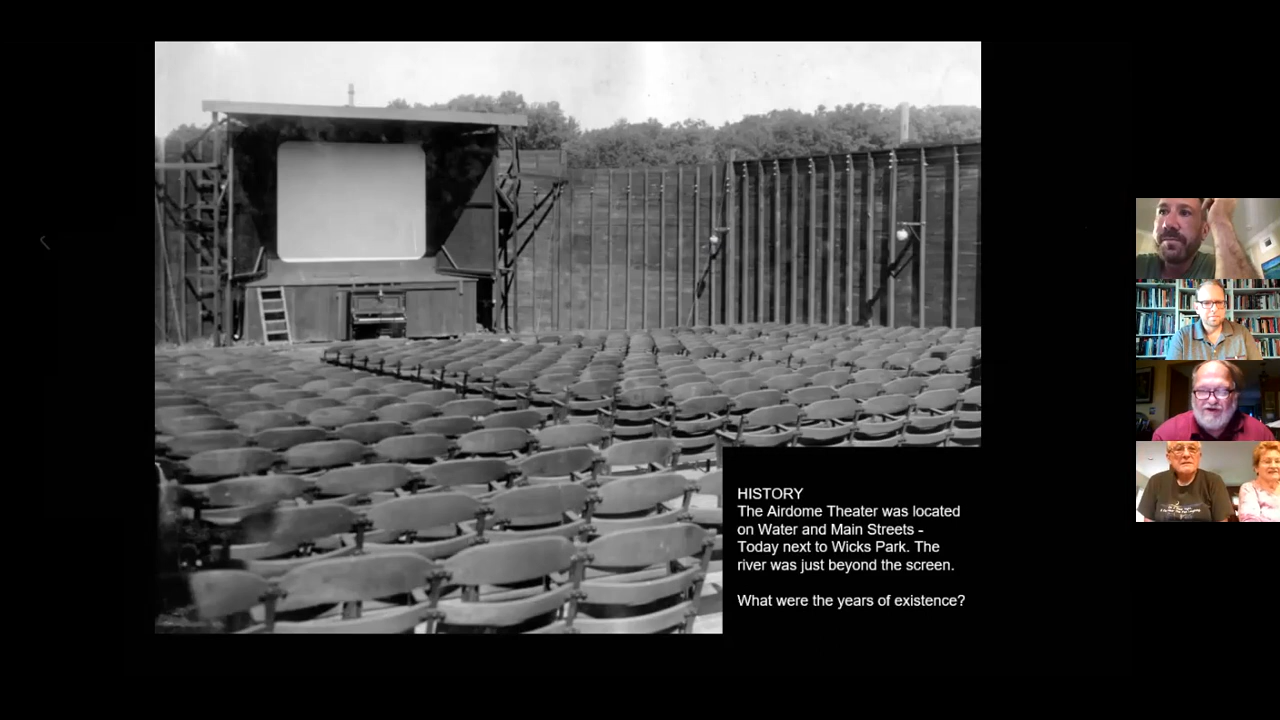 HISTORY
The Airdome Theater was located
on Water and Main Streets -
Today next to Wicks Park. The
river was just beyond the screen.
What were the years of existence?